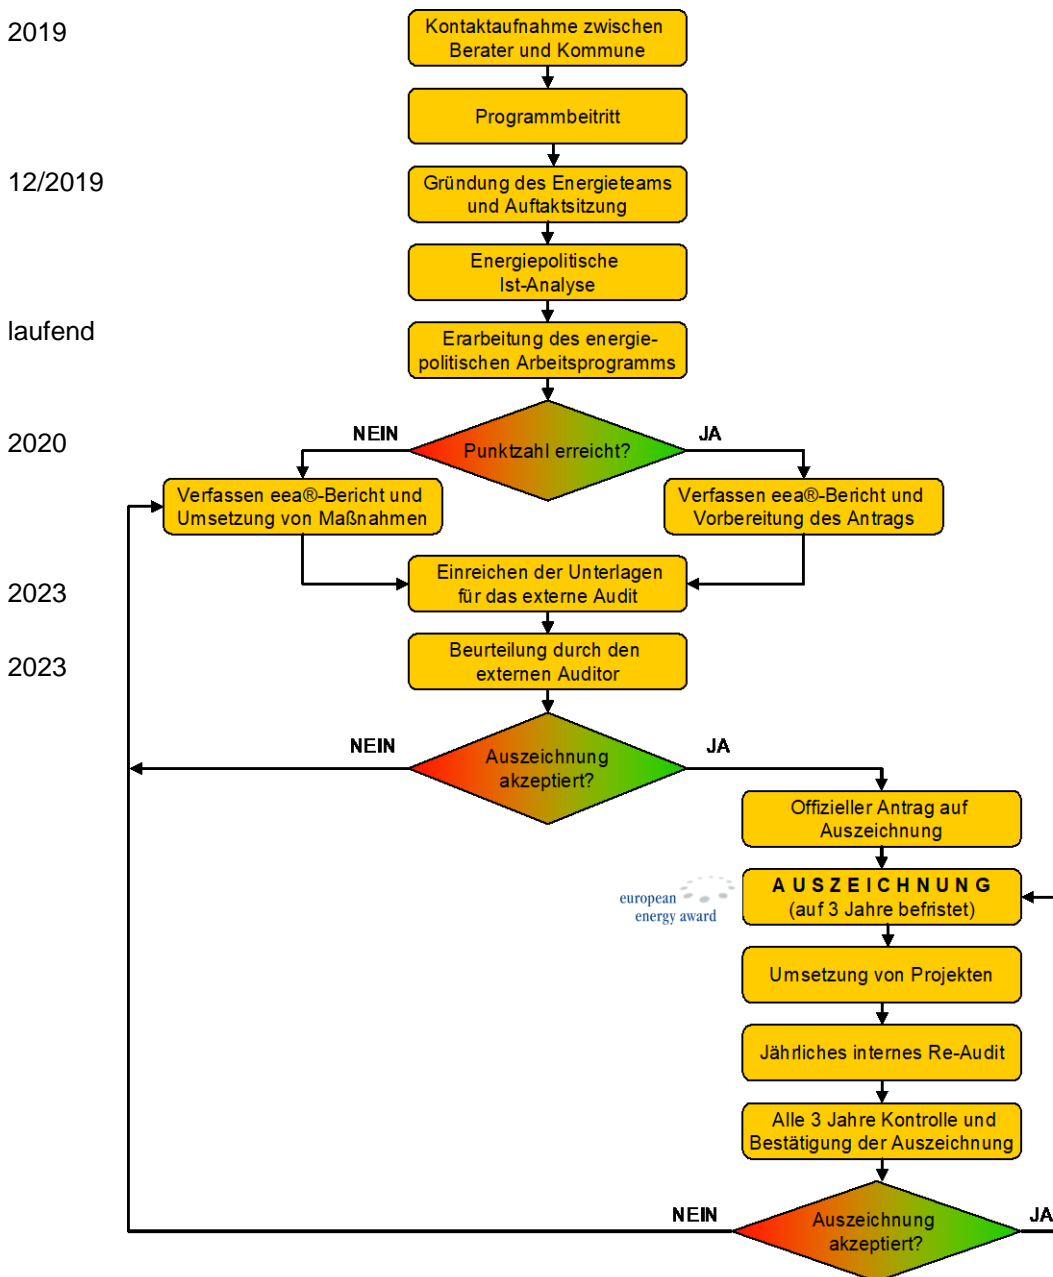 2019
Kontaktaufnahme zwischen
Berater und Kommune
Programmbeitritt
12/2019
Gründung des Energieteams
und Auftaktsitzung
Energiepolitische
Ist-Analyse
laufend
Erarbeitung des energie-
politischen Arbeitsprogramms
2020
NEIN
Punktzahl erreicht?
JA
Verfassen eea®-Bericht und
Umsetzung von Maßnahmen
Verfassen eea®-Bericht und
Vorbereitung des Antrags
2023
Einreichen der Unterlagen
für das externe Audit
2023
Beurteilung durch den
externen Auditor
NEIN
Auszeichnung
akzeptiert?
JA
Offizieller Antrag auf
Auszeichnung
european
energy award
AUSZEICHNUNG
(auf 3 Jahre befristet)
Umsetzung von Projekten
Jährliches internes Re-Audit
Alle 3 Jahre Kontrolle und
Bestätigung der Auszeichnung
NEIN
Auszeichnung
akzeptiert?
JA